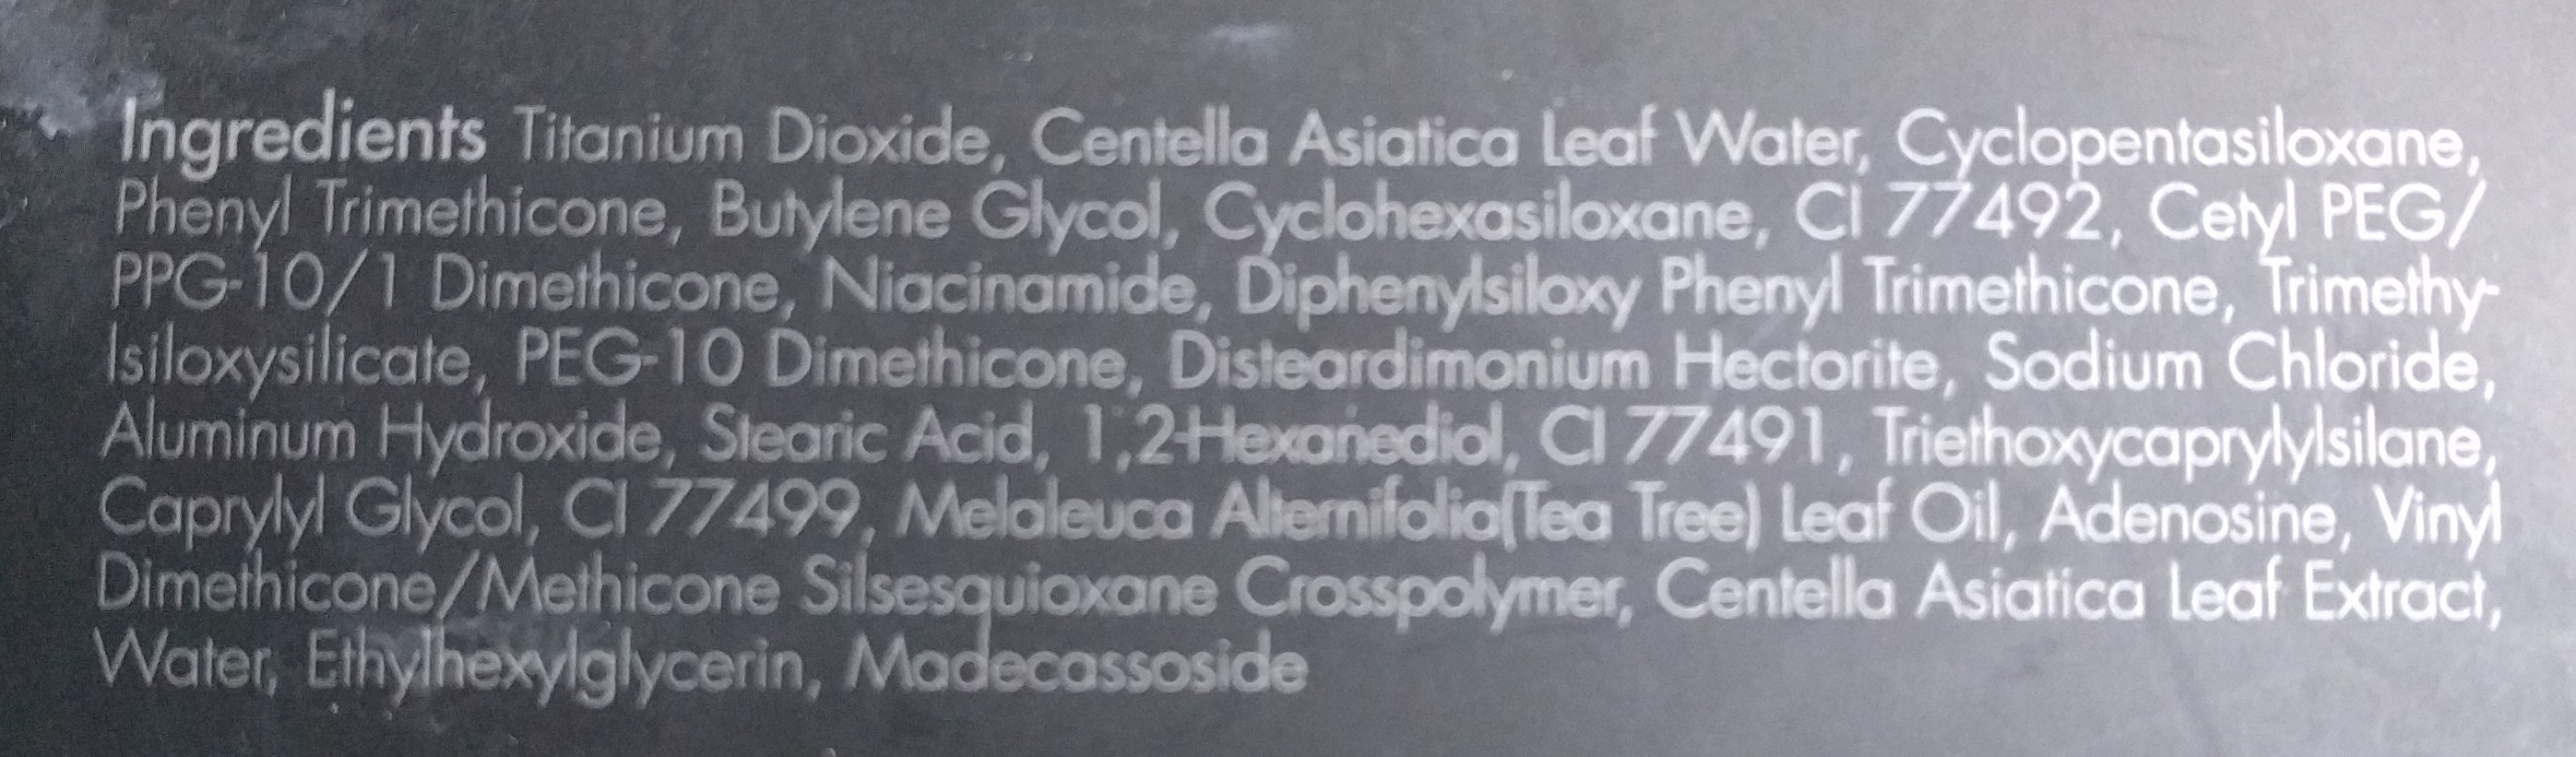 Ingredients Titanium Dioxide, Centella Asiatica Leaf Water, Cyclopentasiloxane,
Phenyl Trimethicone, Butylene Glycol, Cyclohexasiloxane, CI 77492, Cetyl PEG/
PPG-10/1 Dimethicone, Niacinamide, Diphenylsiloxy Phenyl Trimethicone, Trimethy-
lsiloxysilicate, PEG-10 Dimethicone, Disteardimonium Hectorite, Sodium Chloride,
Aluminum Hydroxide, Stearic Acid, 1,2-Hexanediol, CI 77491, Triethoxycaprylylsilane,
Caprylyl Glycol, CI 77499, Melaleuca Alternifolia(Tea Tree) Leaf Oil, Adenosine, Vinyl
Dimethicone/Methicone Silsesquioxane Crosspolymer, Centella Asiatica Leaf Extract,
Water, Ethylhexylglycerin, Madecassoside